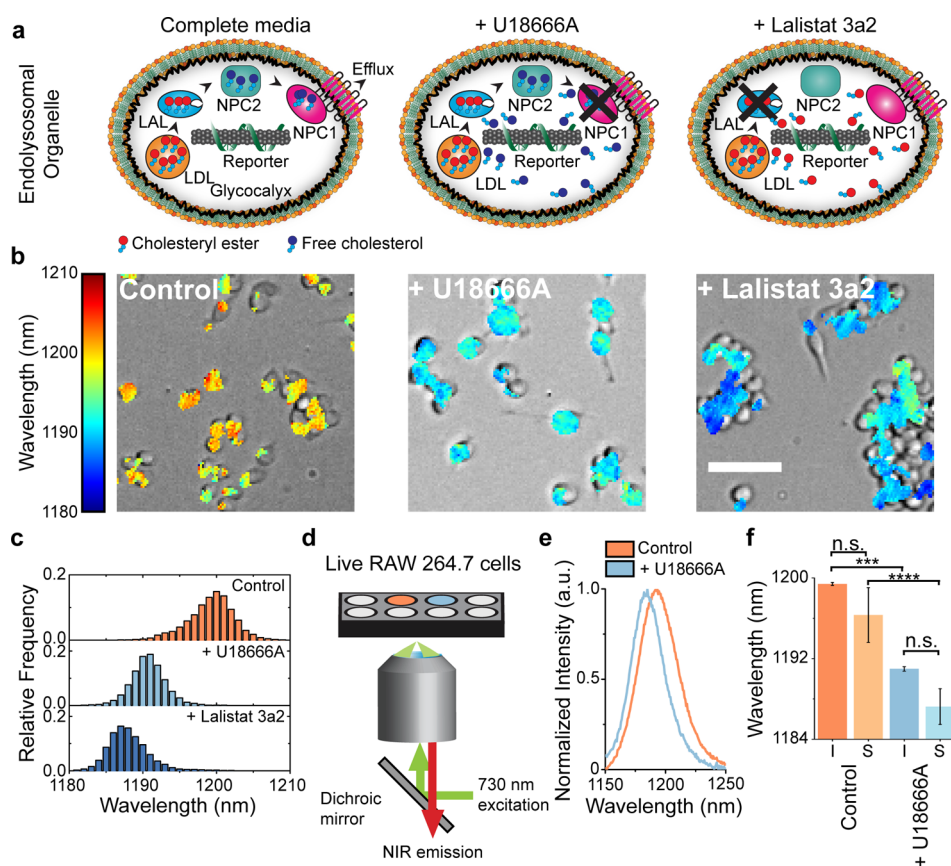 a
Complete media
+ U18666A
+ Lalistat 3a2
Endolysosomal
Organelle
Efflux
NPC2
LAL
NPC1
Reporter
LDL
Glycocalyx
NPC2
LAL
NPC1
Reporter
LDL
NPC2
LAL
NPC1
Reporter
LDL
Cholesteryl ester
Free cholesterol
b
Wavelength (nm)
1210
1200
1190
1180
Control
+ U18666A
+ Lalistat 3a2
c
Relative Frequency
0.2
Control
0.0
0.2
+ U18666A
0.0
0.2
+ Lalistat 3a2
0.0
1180 1190 1200 1210
Wavelength (nm)
d
Live RAW 264.7 cells
730 nm
excitation
Dichroic
mirror
NIR emission
e
Control
+ U18666A
Normalized Intensity (a.u.)
1
0.5
0
1150 1200 1250
Wavelength (nm)
f
n.s.
***
****
n.s.
Wavelength (nm)
1200
1192
1184
I S I S
Control
+ U18666A